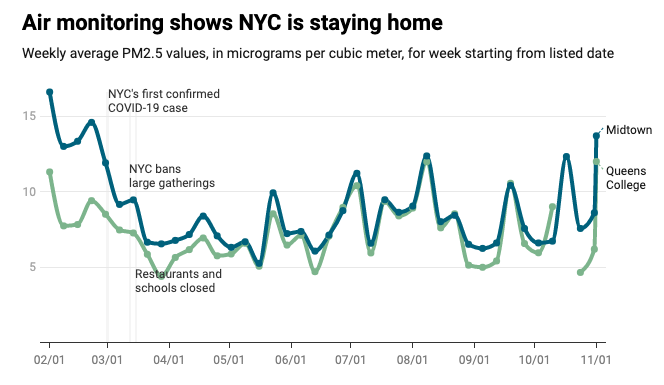 Air monitoring shows NYC is staying home
Weekly average PM2.5 values, in micrograms per cubic meter, for week starting from listed date
NYC's first confirmed
COVID-19 case
15
Midtown
NYC bans
large gatherings
Queens
College
10
5
Restaurants and
schools closed
02/01 03/01 04/01 05/01 06/01 07/01 08/01 09/01 10/01 11/01